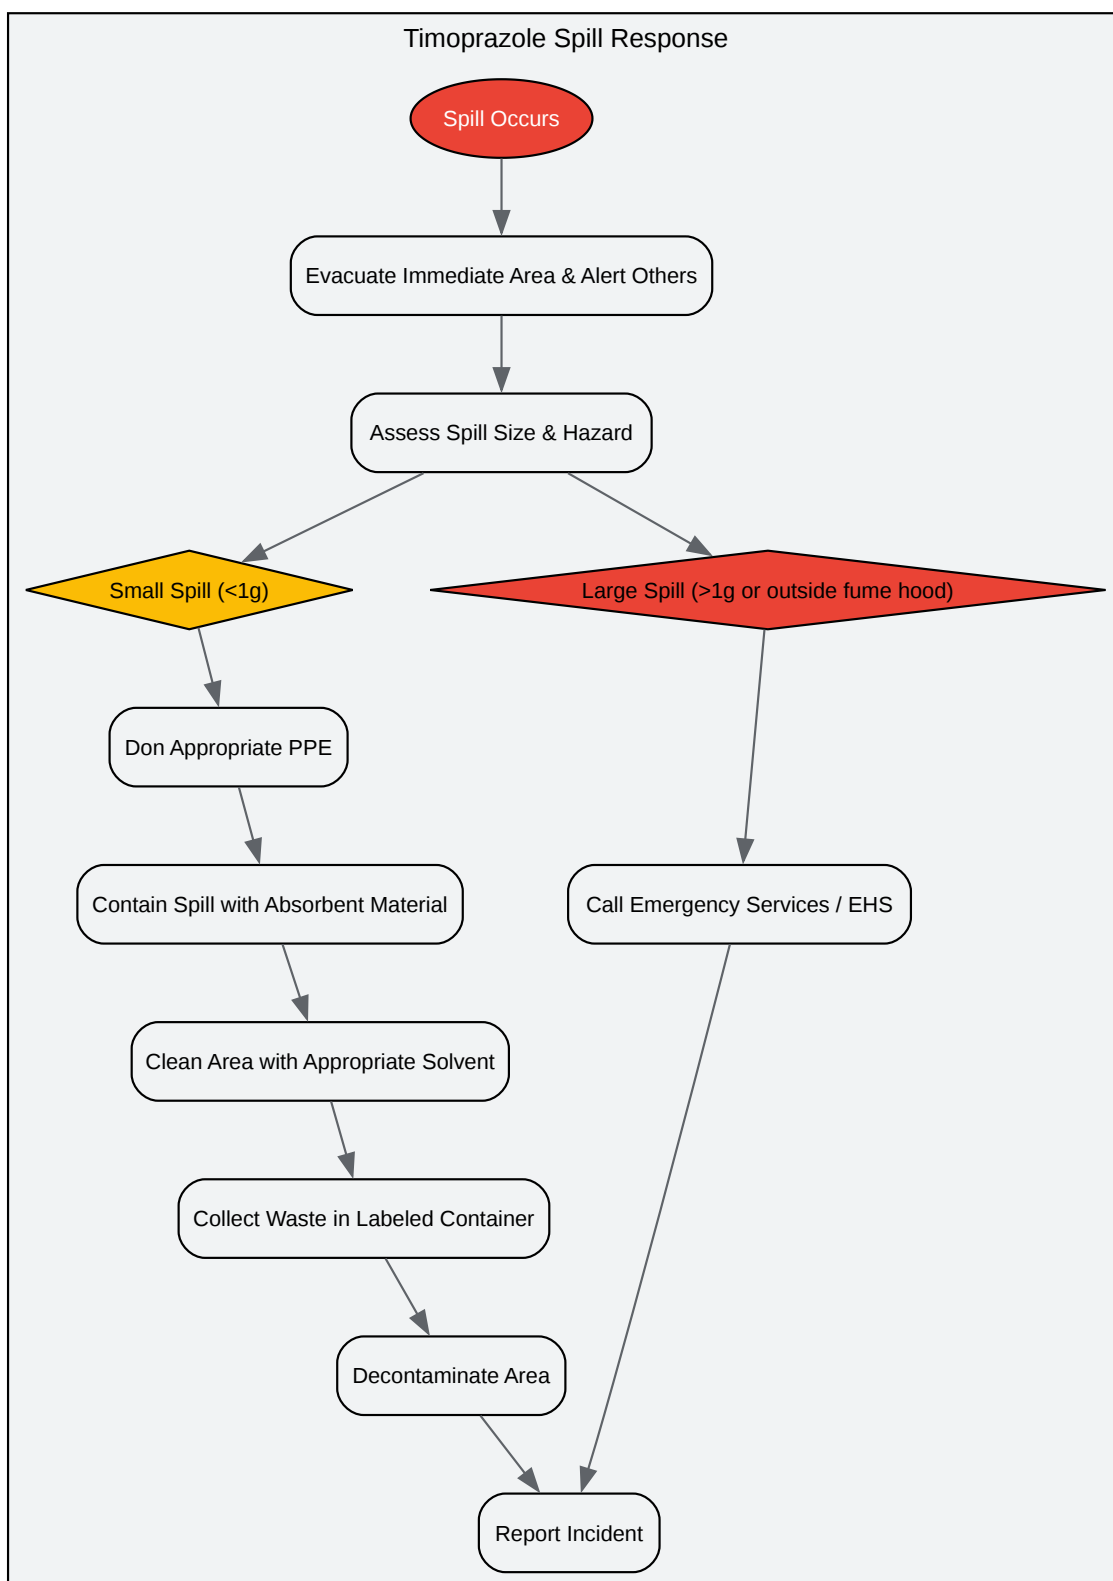 Timoprazole Spill Response
Spill Occurs
Evacuate Immediate Area & Alert Others
Assess Spill Size & Hazard
Small Spill (<1g)
Large Spill (>1g or outside fume hood)
Don Appropriate PPE
Contain Spill with Absorbent Material
Call Emergency Services / EHS
Clean Area with Appropriate Solvent
Collect Waste in Labeled Container
Decontaminate Area
Report Incident